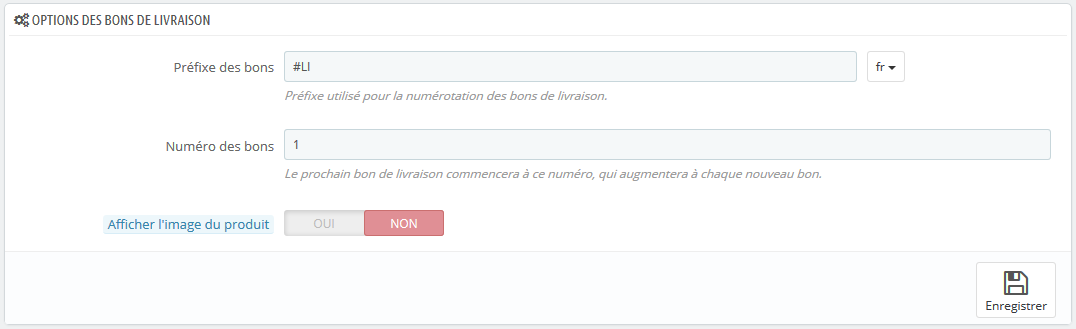 OPTIONS DES BONS DE LIVRAISON
Préfixe des bons #LI fr
Préfixe utilisé pour la numérotation des bons de livraison.
Numéro des bons 1
Le prochain bon de livraison commencera à ce numéro, qui augmentera à chaque nouveau bon.
Afficher l'image du produit OUI NON
Enregistrer